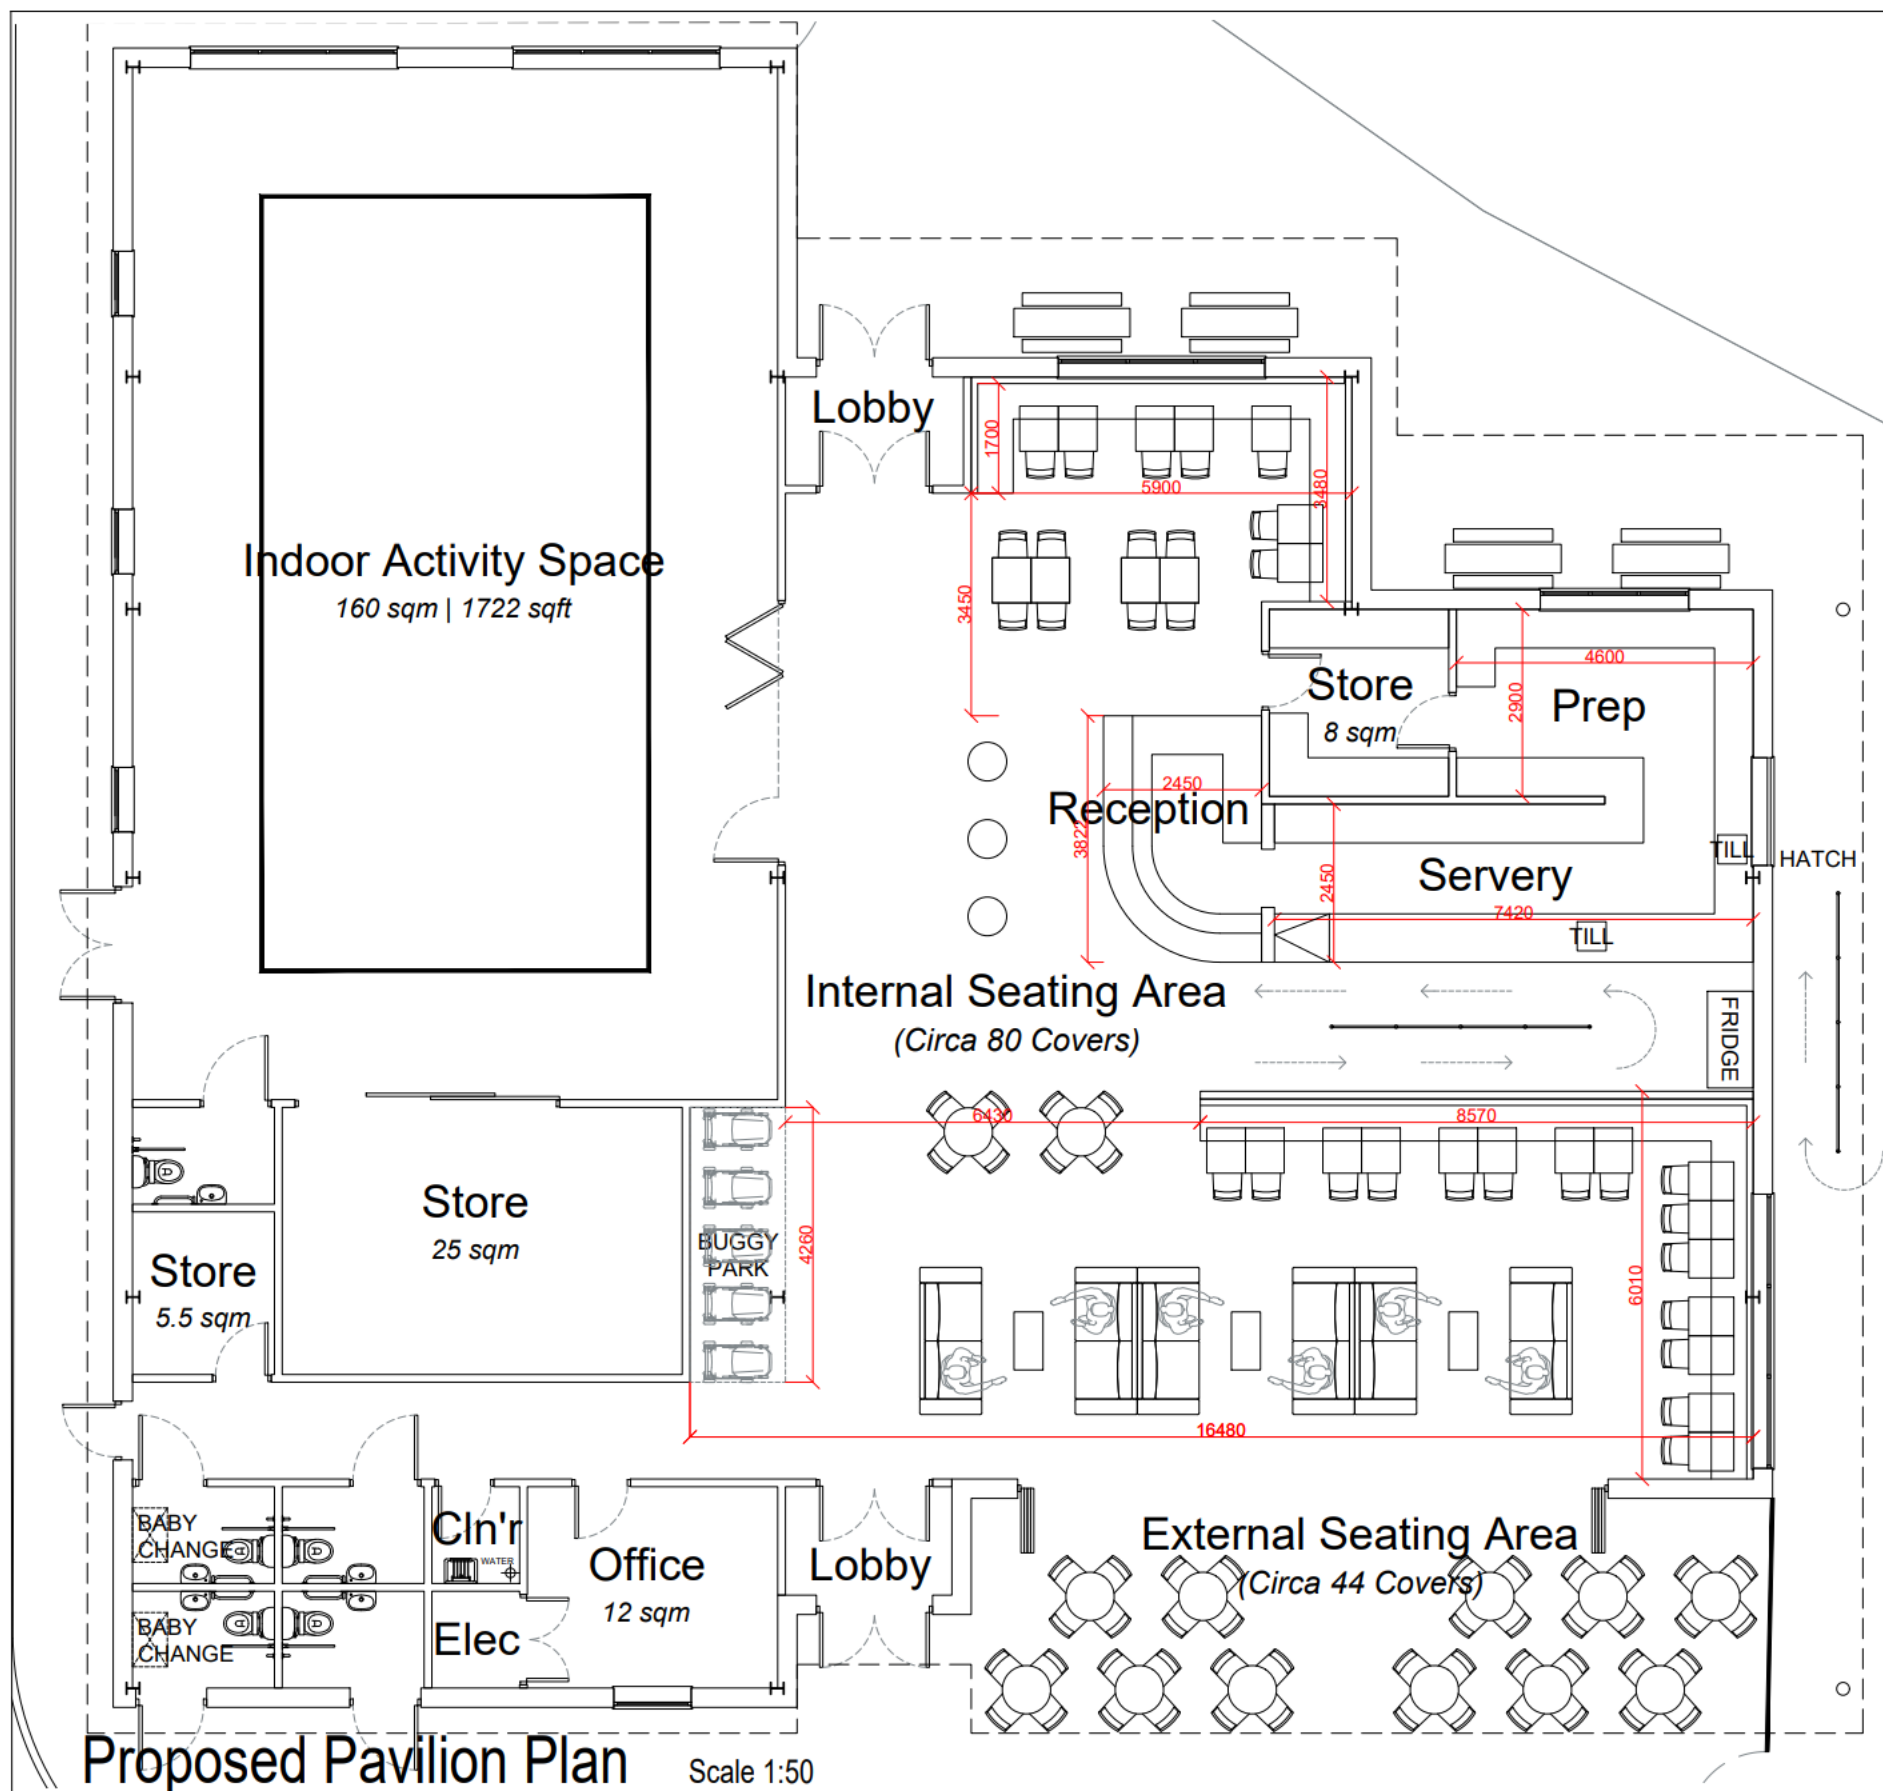 Lobby
1700
5900
3480
Indoor Activity Space
160 sqm | 1722 sqft
3450
4600
Store
8 sqm
2900
Prep
2450
Reception
3822
TILL
HATCH
Servery
2450
7420
TILL
Internal Seating Area
(Circa 80 Covers)
FRIDGE
6430
8570
Store
25 sqm
BUGGY
PARK
4260
Store
5.5 sqm
6010
16480
BABY
CHANGE
Cln'r
WATER
Office
12 sqm
Lobby
External Seating Area
(Circa 44 Covers)
BABY
CHANGE
Elec
Proposed Pavilion Plan
Scale 1:50